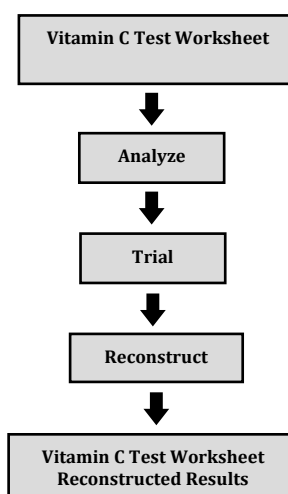 Vitamin C Test Worksheet
Analyze
Trial
Reconstruct
Vitamin C Test Worksheet
Reconstructed Results